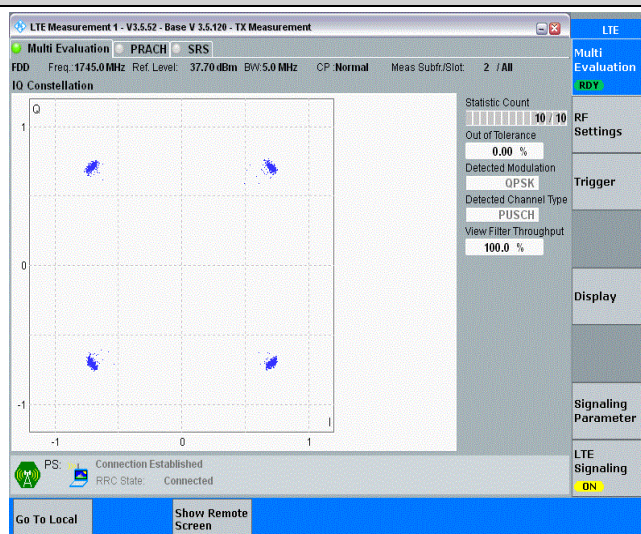 LTE Measurement 1 - V3.5.52 - Base V 3.5.120 - TX Measurement
LTE
Multi Evaluation PRACH SRS
FDD Freq.:1745.0 MHz Ref. Level: 37.70 dBm BW:5.0 MHz CP :Normal Meas Subfr/Slot: 2 / All
IQ Constellation
Q
1
0
-1
-1 0 1
I
Statistic Count
10 / 10
Out of Tolerance
0.00 %
Detected Modulation
QPSK
Detected Channel Type
PUSCH
View Filter Throughput
100.0 %
Multi
Evaluation
RDY
RF
Settings
Trigger
Display
Signaling
Parameter
LTE
Signaling
ON
PS: Connection Established
RRC State: Connected
Go To Local
Show Remote
Screen